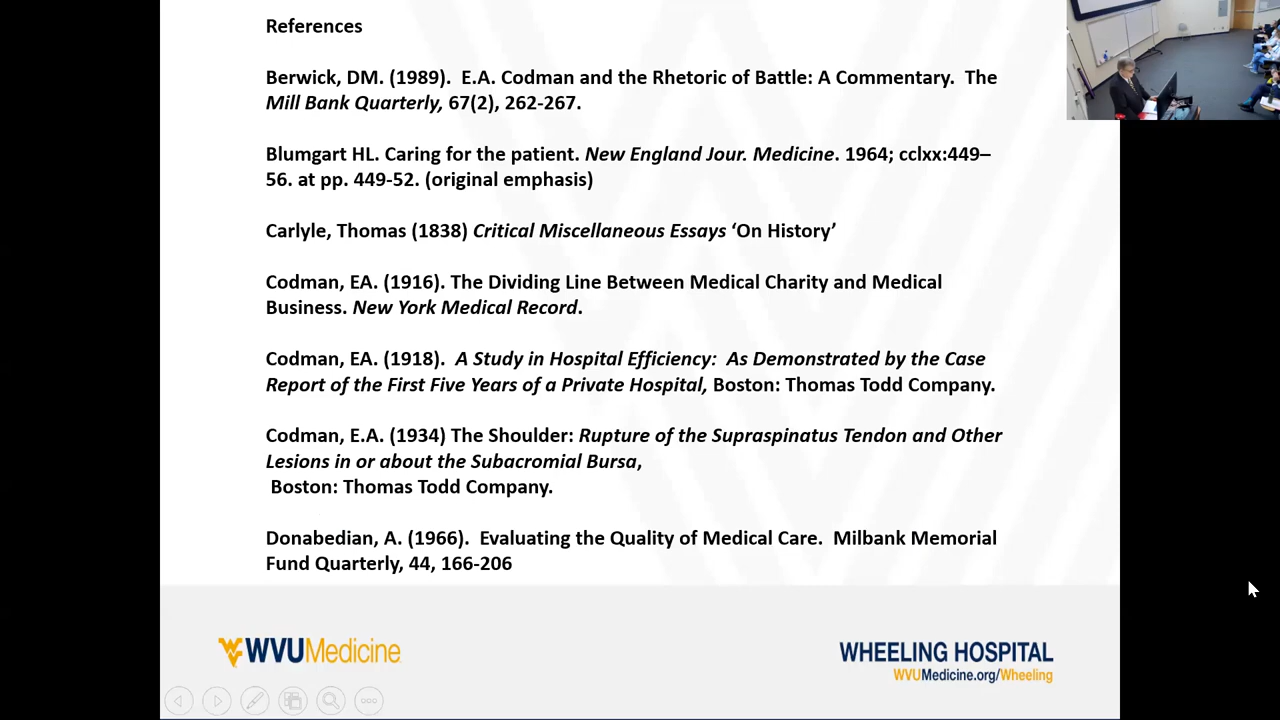 References
Berwick, DM. (1989).  E.A. Codman and the Rhetoric of Battle: A Commentary.  The
Mill Bank Quarterly, 67(2), 262-267.
Blumgart HL. Caring for the patient. New England Jour. Medicine. 1964; cclxx:449–
56. at pp. 449-52. (original emphasis)
Carlyle, Thomas (1838) Critical Miscellaneous Essays ‘On History’
Codman, EA. (1916). The Dividing Line Between Medical Charity and Medical
Business. New York Medical Record.
Codman, EA. (1918).  A Study in Hospital Efficiency:  As Demonstrated by the Case
Report of the First Five Years of a Private Hospital, Boston: Thomas Todd Company.
Codman, E.A. (1934) The Shoulder: Rupture of the Supraspinatus Tendon and Other
Lesions in or about the Subacromial Bursa,
Boston: Thomas Todd Company.
Donabedian, A. (1966).  Evaluating the Quality of Medical Care.  Milbank Memorial
Fund Quarterly, 44, 166-206
WVUMedicine
WHEELING HOSPITAL
WVUMedicine.org/Wheeling